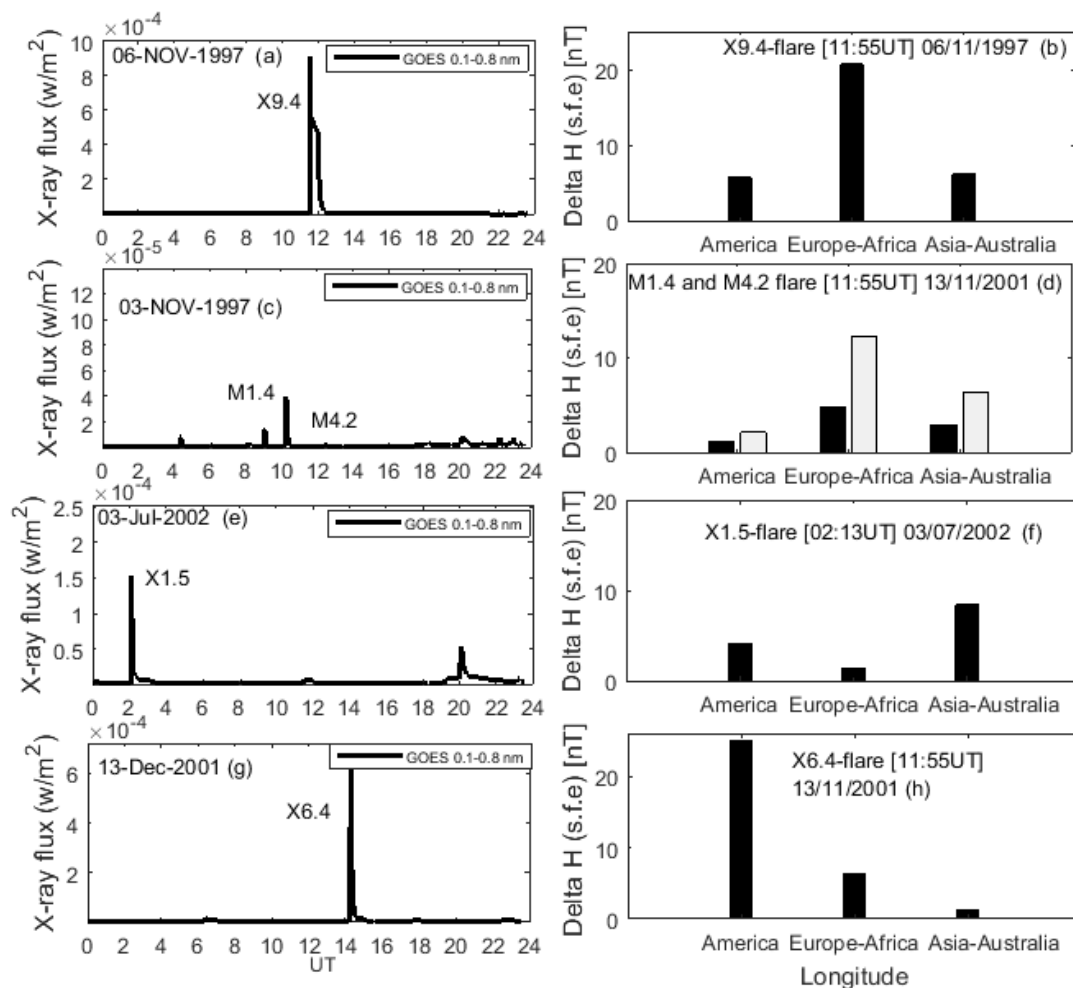 ×10⁻⁴
X-ray flux (w/m²)
10
8
6
4
2
06-NOV-1997 (a)
GOES 0.1-0.8 nm
X9.4
0 2 4 6 8 10 12 14 16 18 20 22 24
Delta H (s.f.e) [nT]
20
10
0
X9.4-flare [11:55UT] 06/11/1997 (b)
America Europe-Africa Asia-Australia
×10⁻⁵
X-ray flux (w/m²)
12
10
8
6
4
2
03-NOV-1997 (c)
GOES 0.1-0.8 nm
M1.4
M4.2
0 2 4 6 8 10 12 14 16 18 20 22 24
Delta H (s.f.e) [nT]
20
10
0
M1.4 and M4.2 flare [11:55UT] 13/11/2001 (d)
America Europe-Africa Asia-Australia
×10⁻⁴
X-ray flux (w/m²)
2.5
2
1.5
1
0.5
03-Jul-2002 (e)
GOES 0.1-0.8 nm
X1.5
0 2 4 6 8 10 12 14 16 18 20 22 24
Delta H (s.f.e) [nT]
20
10
0
X1.5-flare [02:13UT] 03/07/2002 (f)
America Europe-Africa Asia-Australia
×10⁻⁴
X-ray flux (w/m²)
6
4
2
13-Dec-2001 (g)
GOES 0.1-0.8 nm
X6.4
0 2 4 6 8 10 12 14 16 18 20 22 24
UT
Delta H (s.f.e) [nT]
20
10
0
X6.4-flare [11:55UT]
13/11/2001 (h)
America Europe-Africa Asia-Australia
Longitude